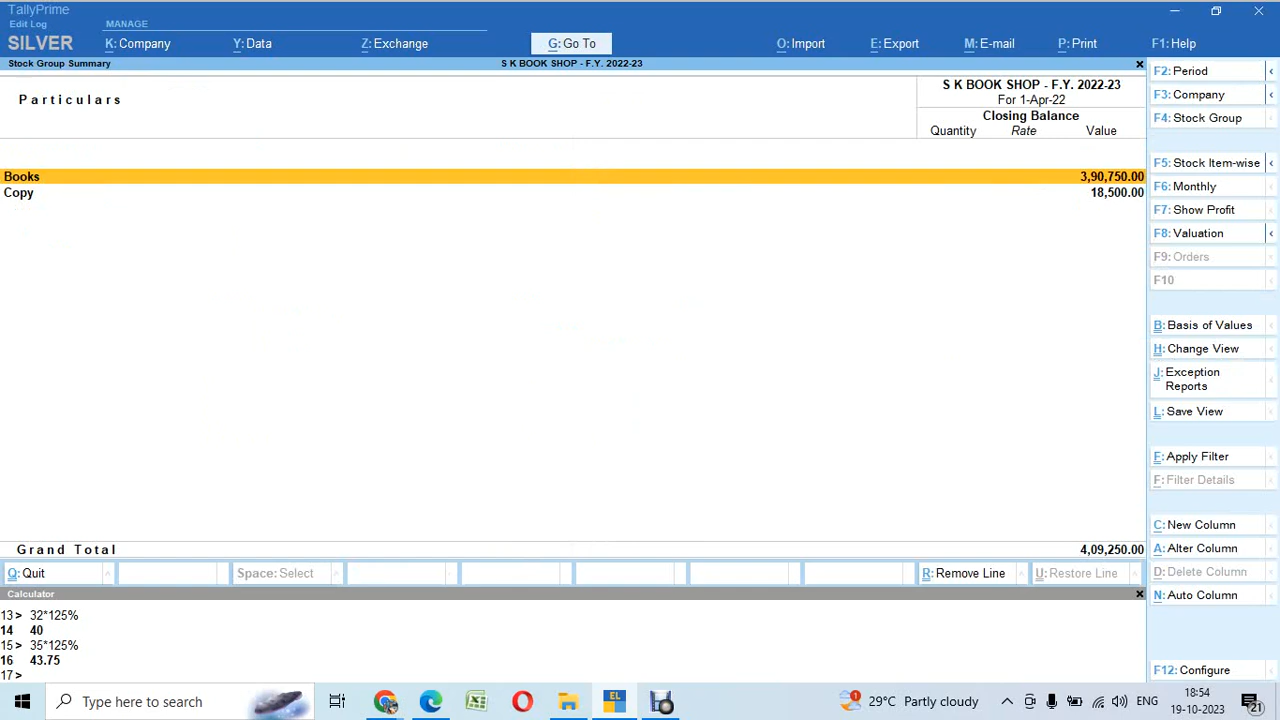 TallyPrime
Edit Log
SILVER
MANAGE
K: Company Y: Data Z: Exchange G: Go To O: Import E: Export M: E-mail P: Print F1: Help
Stock Group Summary S K BOOK SHOP - F.Y. 2022-23
Particulars
S K BOOK SHOP - F.Y. 2022-23
For 1-Apr-22
Closing Balance
Quantity Rate Value
Books 3,90,750.00
Copy 18,500.00
Grand Total 4,09,250.00
Q: Quit Space: Select R: Remove Line U: Restore Line
F2: Period
F3: Company
F4: Stock Group
F5: Stock Item-wise
F6: Monthly
F7: Show Profit
F8: Valuation
F9: Orders
F10
B: Basis of Values
H: Change View
J: Exception
Reports
L: Save View
F: Apply Filter
F: Filter Details
C: New Column
A: Alter Column
D: Delete Column
N: Auto Column
F12: Configure
Calculator
13> 32*125%
14 40
15> 35*125%
16 43.75
17>
Type here to search EL 1 29°C Partly cloudy ENG 18:54
19-10-2023
21